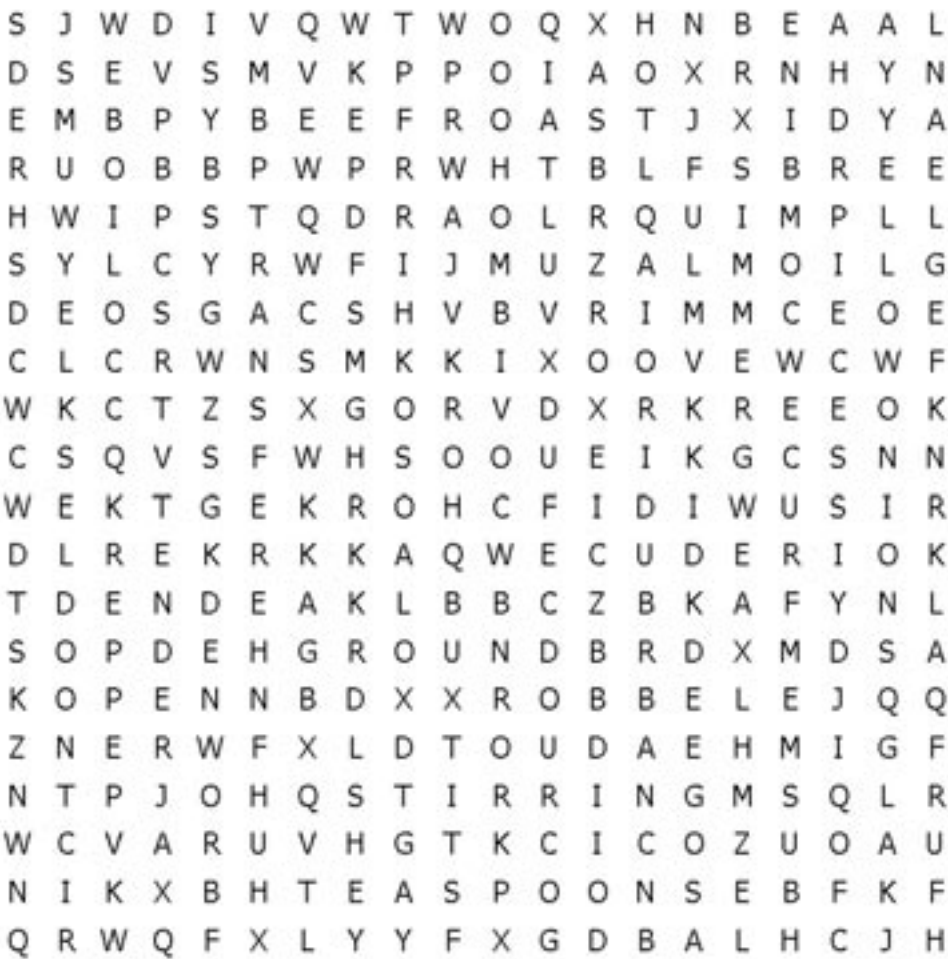 S J W D I V Q W T W O Q X H N B E A A L
D S E V S M V K P P O I A O X R N H Y N
E M B P Y B E E F R O A S T J X I D Y A
R U O B B P W P R W H T B L F S B R E E
H W I P S T Q D R A O L R Q U I M P L L
S Y L C Y R W F I J M U Z A L M O I L G
D E O S G A C S H V B V R I M M C E O E
C L C R W N S M K K I X O O V E W C W F
W K C T Z S X G O R V D X R K R E E O K
C S Q V S F W H S O O U E I K G C S N N
W E K T G E K R O H C F I D I W U S I R
D L R E K R K K A Q W E C U D E R I O K
T D E N D E A K L B B C Z B K A F Y N L
S O P D E H G R O U N D B R D X M D S A
K O P E N N B D X X R O B B E L E J Q Q
Z N E R W F X L D T O U D A E H M I G F
N T P J O H Q S T I R R I N G M S Q L R
W C V A R U V H G T K C I C O Z U O A U
N I K X B H T E A S P O O N S E B F K F
Q R W Q F X L Y Y F X G D B A L H C J H